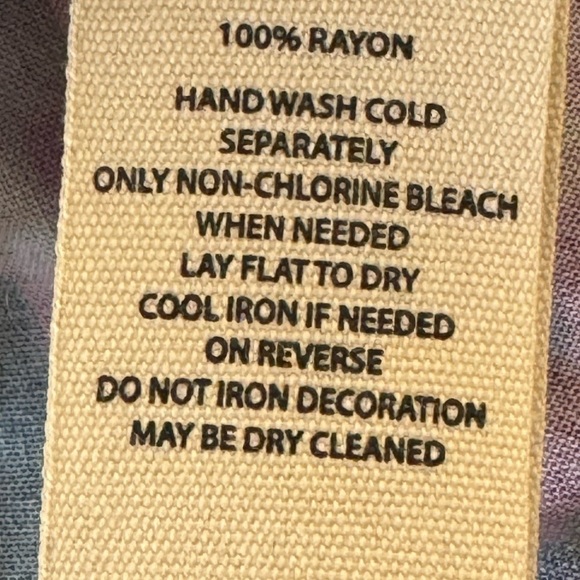 100% RAYON
HAND WASH COLD
SEPARATELY
ONLY NON-CHLORINE BLEACH
WHEN NEEDED
LAY FLAT TO DRY
COOL IRON IF NEEDED
ON REVERSE
DO NOT IRON DECORATION
MAY BE DRY CLEANED